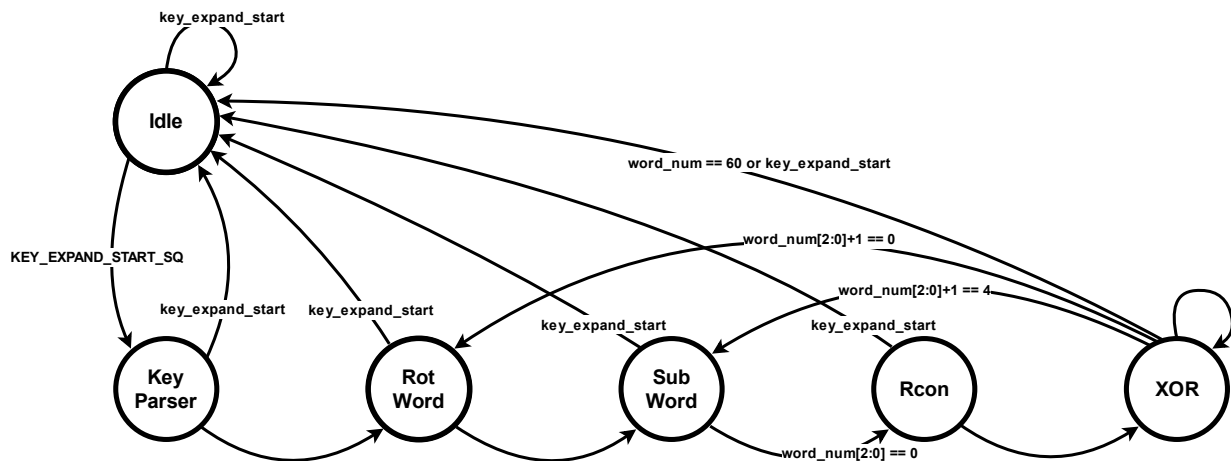 key_expand_start
Idle
word_num == 60 or key_expand_start
word_num[2:0]+1 == 0
KEY_EXPAND_START_SQ
word_num[2:0]+1 == 4
key_expand_start
key_expand_start
key_expand_start
key_expand_start
Key
Parser
Rot
Word
Sub
Word
Rcon
XOR
word_num[2:0] == 0